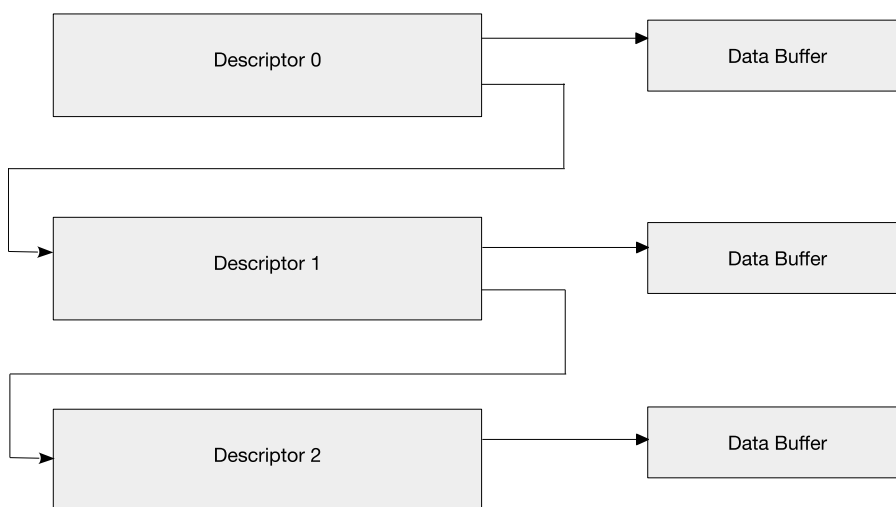 Descriptor 0
Data Buffer
Descriptor 1
Data Buffer
Descriptor 2
Data Buffer